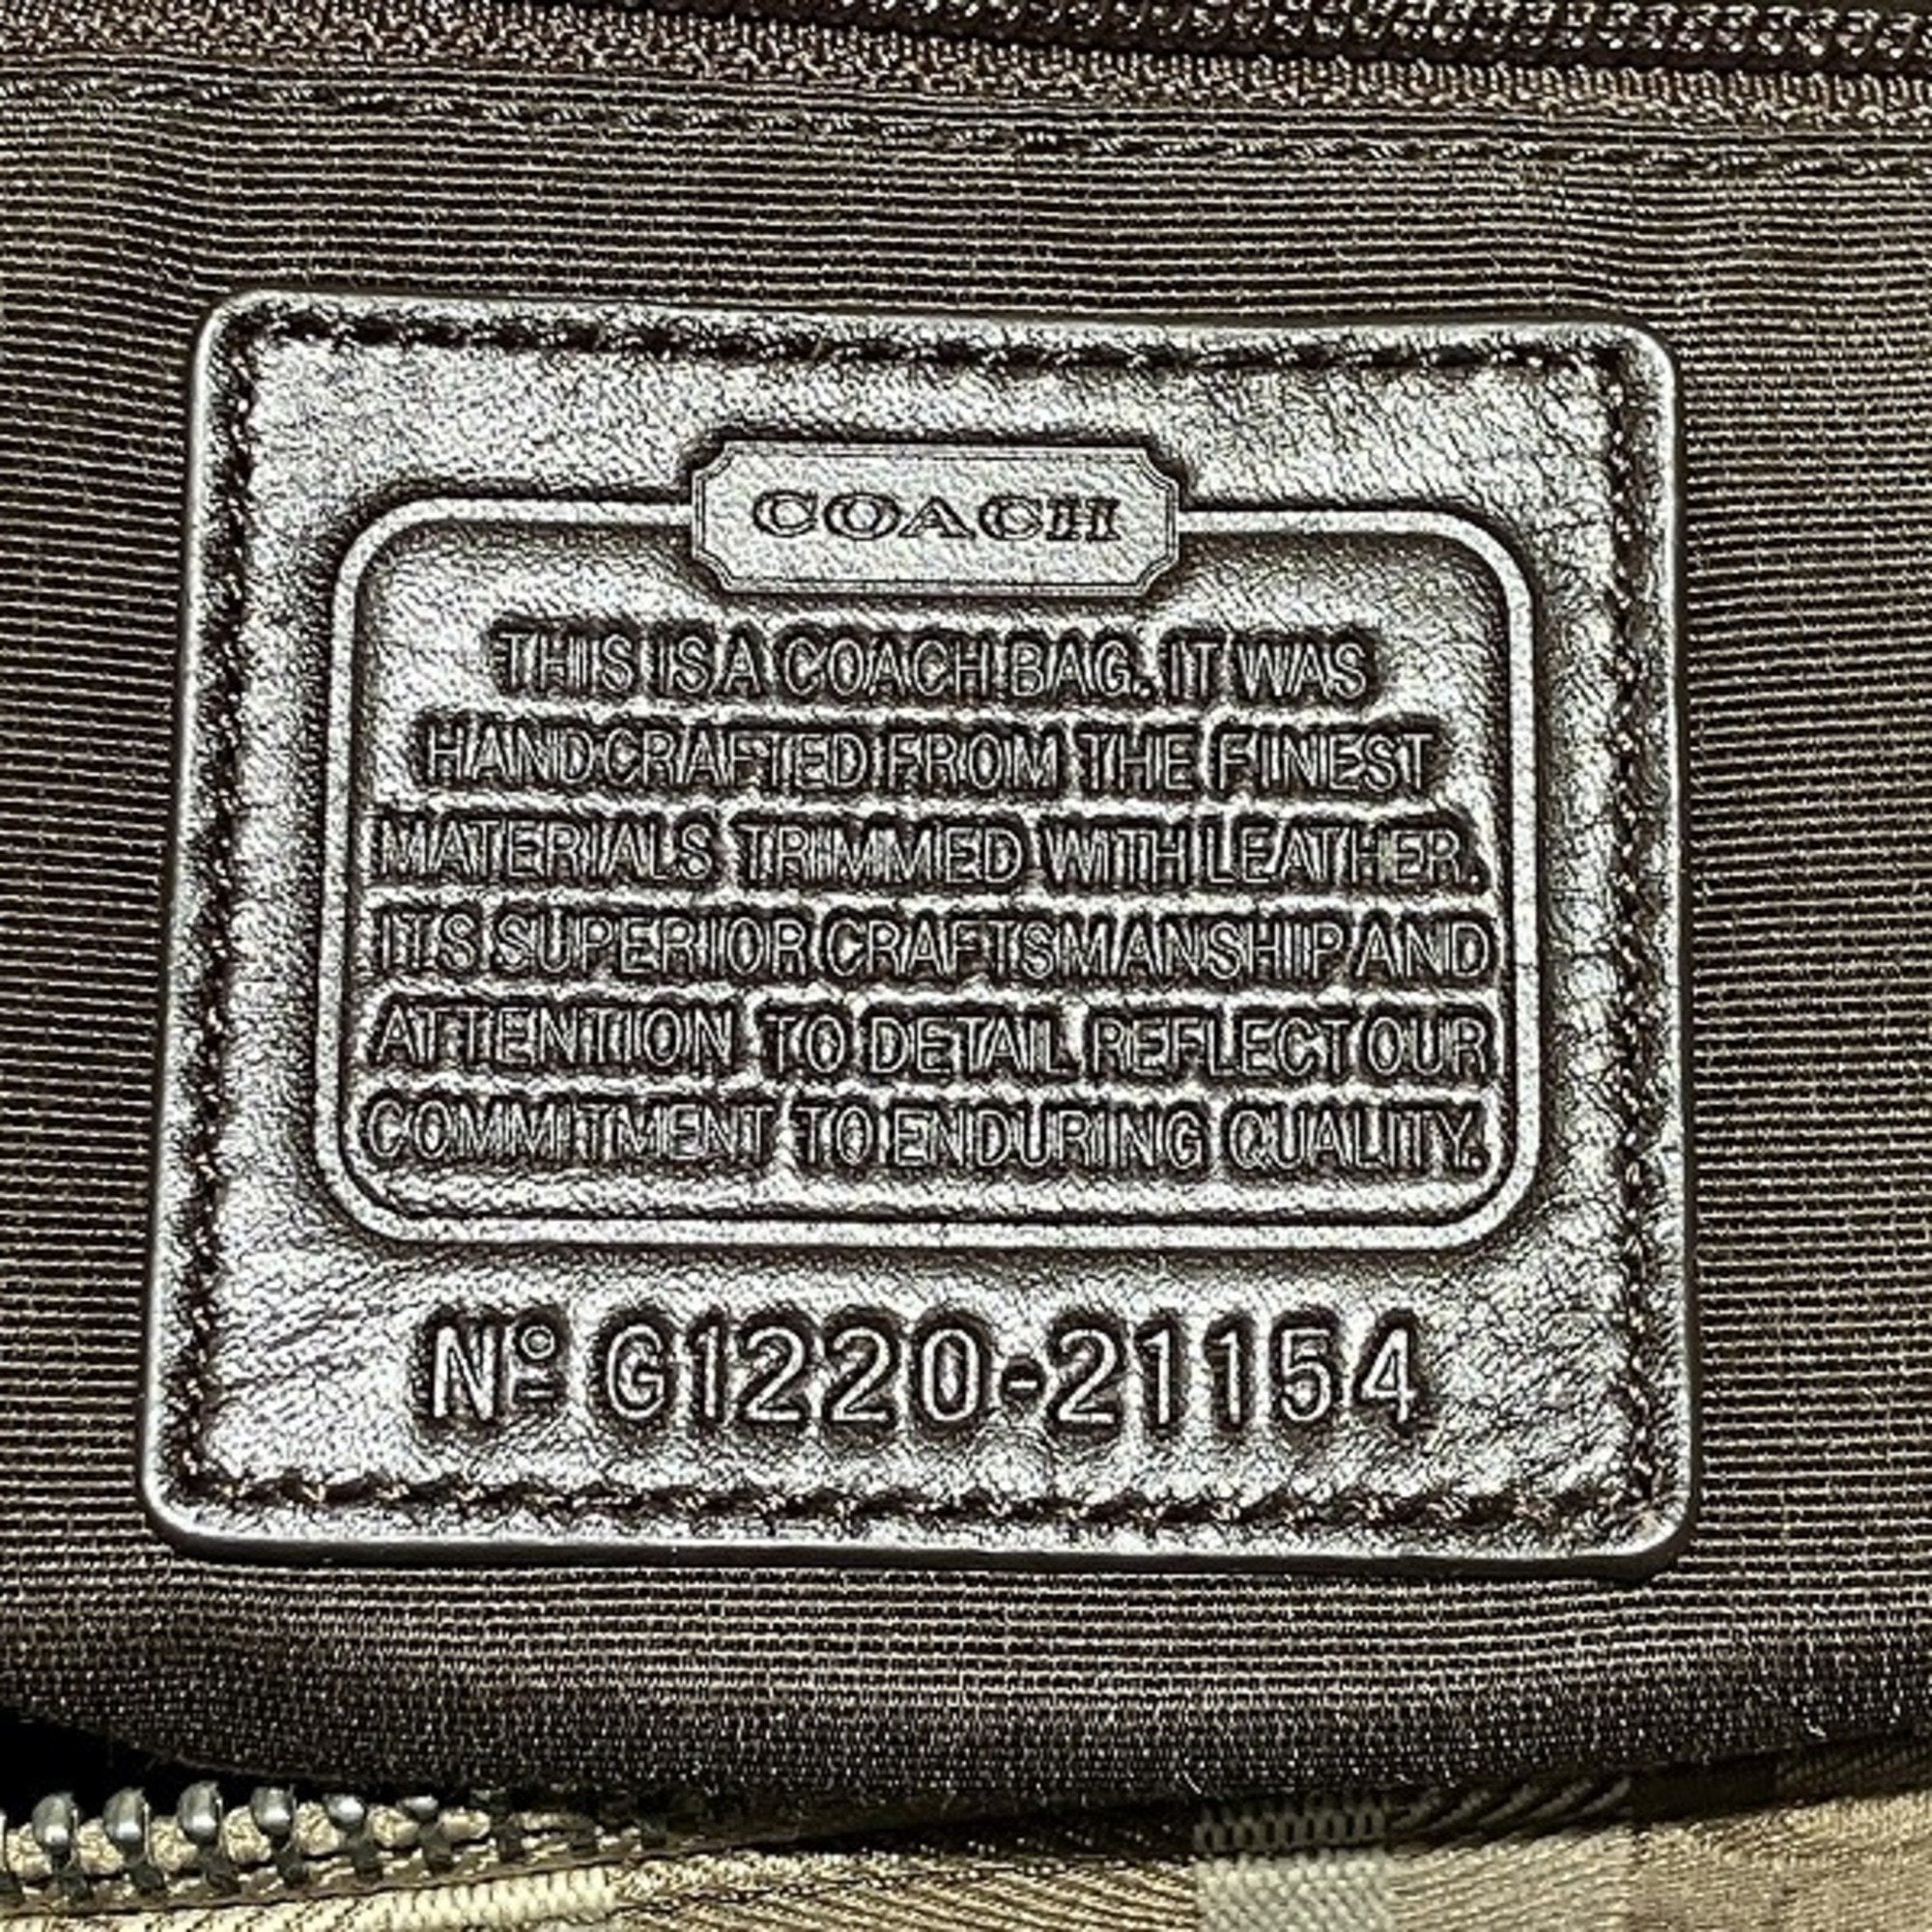 COACH
THIS IS A COACH BAG. IT WAS
HANDCRAFTED FROM THE FINEST
MATERIALS TRIMMED WITH LEATHER.
ITS SUPERIOR CRAFTSMANSHIP AND
ATTENTION TO DETAIL REFLECT OUR
COMMITMENT TO ENDURING QUALITY.
Nº G1220-21154